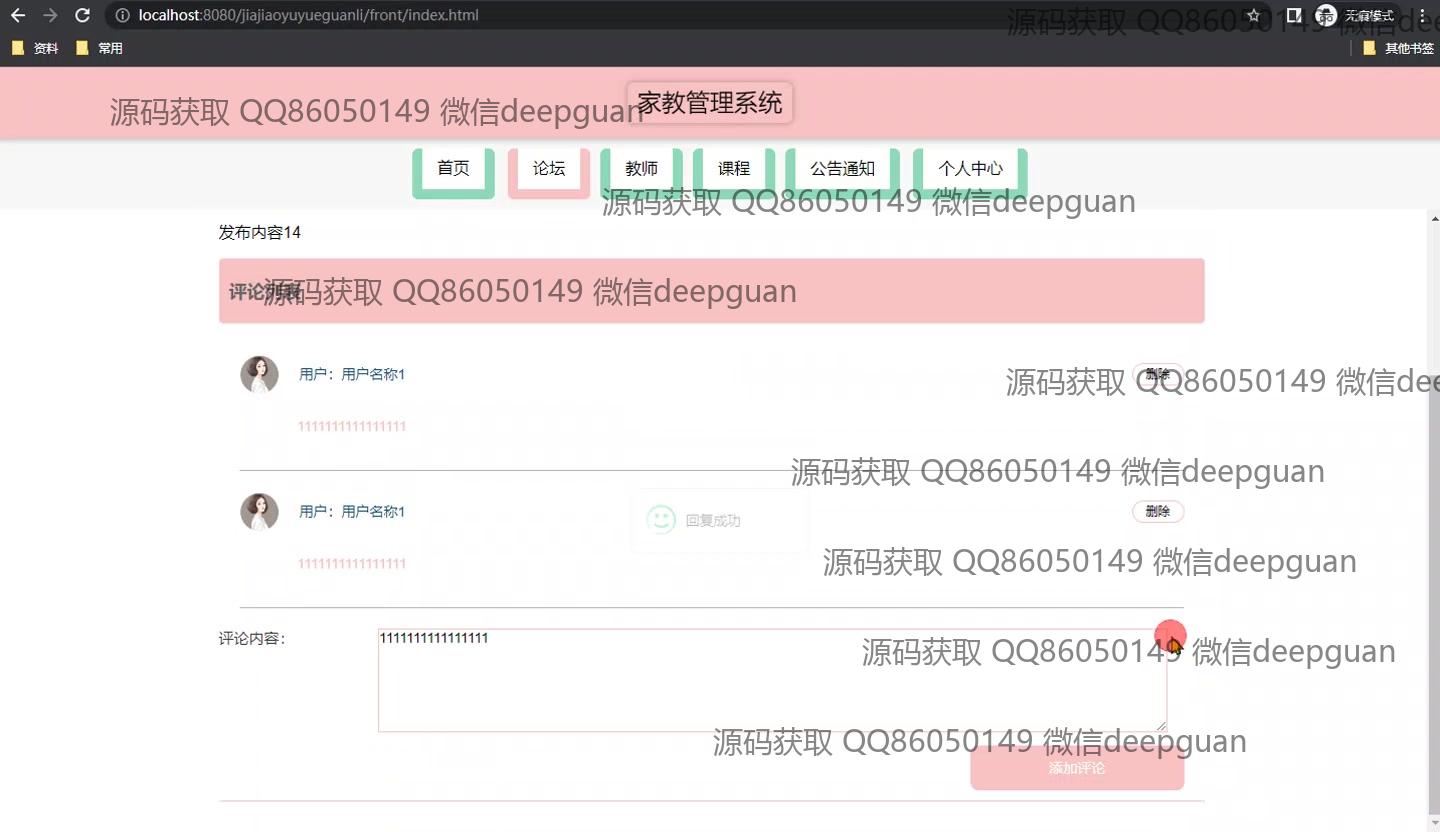 localhost:8080/jiajiaoyuyueguanli/front/index.html
无痕模式
资料
常用
其他书签
源码获取 QQ86050149 微信dee
源码获取 QQ86050149 微信deepguan
家教管理系统
首页
论坛
教师
课程
公告通知
个人中心
源码获取 QQ86050149 微信deepguan
发布内容14
评论列表
源码获取 QQ86050149 微信deepguan
用户：用户名称1
删除
源码获取 QQ86050149 微信dee
1111111111111111
源码获取 QQ86050149 微信deepguan
用户：用户名称1
回复成功
删除
1111111111111111
源码获取 QQ86050149 微信deepguan
评论内容：
1111111111111111
源码获取 QQ86050149 微信deepguan
源码获取 QQ86050149 微信deepguan
添加评论